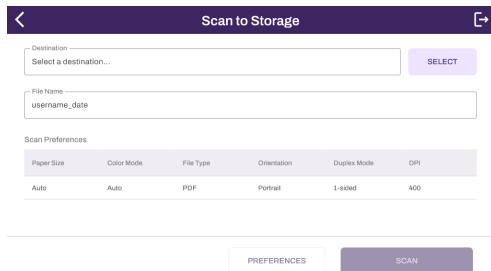 Scan to Storage
Destination
Select a destination...
SELECT
File Name
username_date
Scan Preferences
Paper Size Color Mode File Type Orientation Duplex Mode DPI
Auto Auto PDF Portrail 1-sided 400
PREFERENCES SCAN